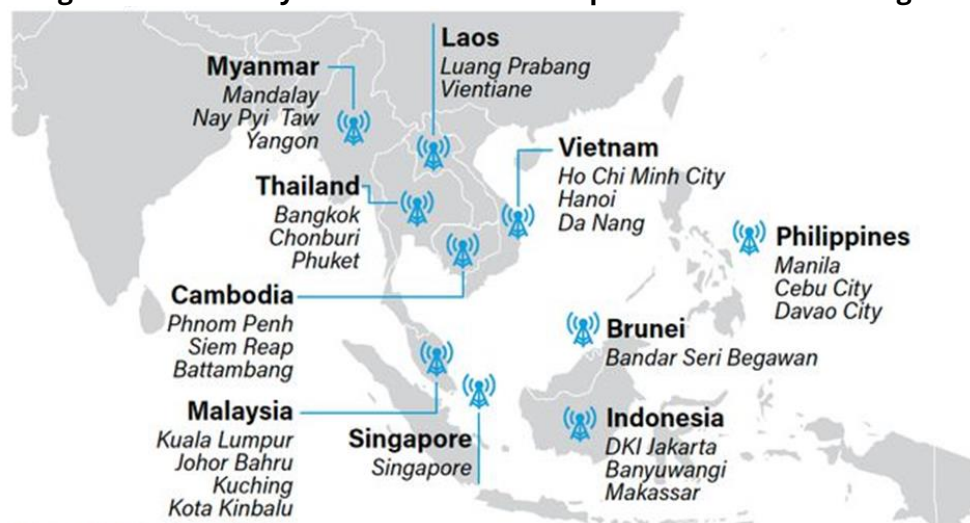 Laos
Luang Prabang
Vientiane
Myanmar
Mandalay
Nay Pyi Taw
Yangon
Vietnam
Ho Chi Minh City
Hanoi
Da Nang
Thailand
Bangkok
Chonburi
Phuket
Philippines
Manila
Cebu City
Davao City
Cambodia
Phnom Penh
Siem Reap
Battambang
Brunei
Bandar Seri Begawan
Malaysia
Kuala Lumpur
Johor Bahru
Kuching
Kota Kinbalu
Singapore
Singapore
Indonesia
DKI Jakarta
Banyuwangi
Makassar